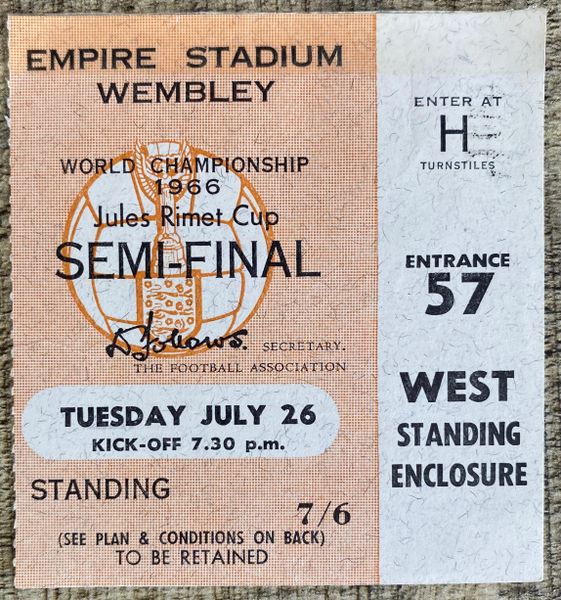 EMPIRE STADIUM
WEMBLEY
WORLD CHAMPIONSHIP
1966
Jules Rimet Cup
SEMI-FINAL
D Follows.
SECRETARY.
THE FOOTBALL ASSOCIATION
TUESDAY JULY 26
KICK-OFF 7.30 p.m.
STANDING
7/6
(SEE PLAN & CONDITIONS ON BACK)
TO BE RETAINED
ENTER AT
H
TURNSTILES
ENTRANCE
57
WEST
STANDING
ENCLOSURE